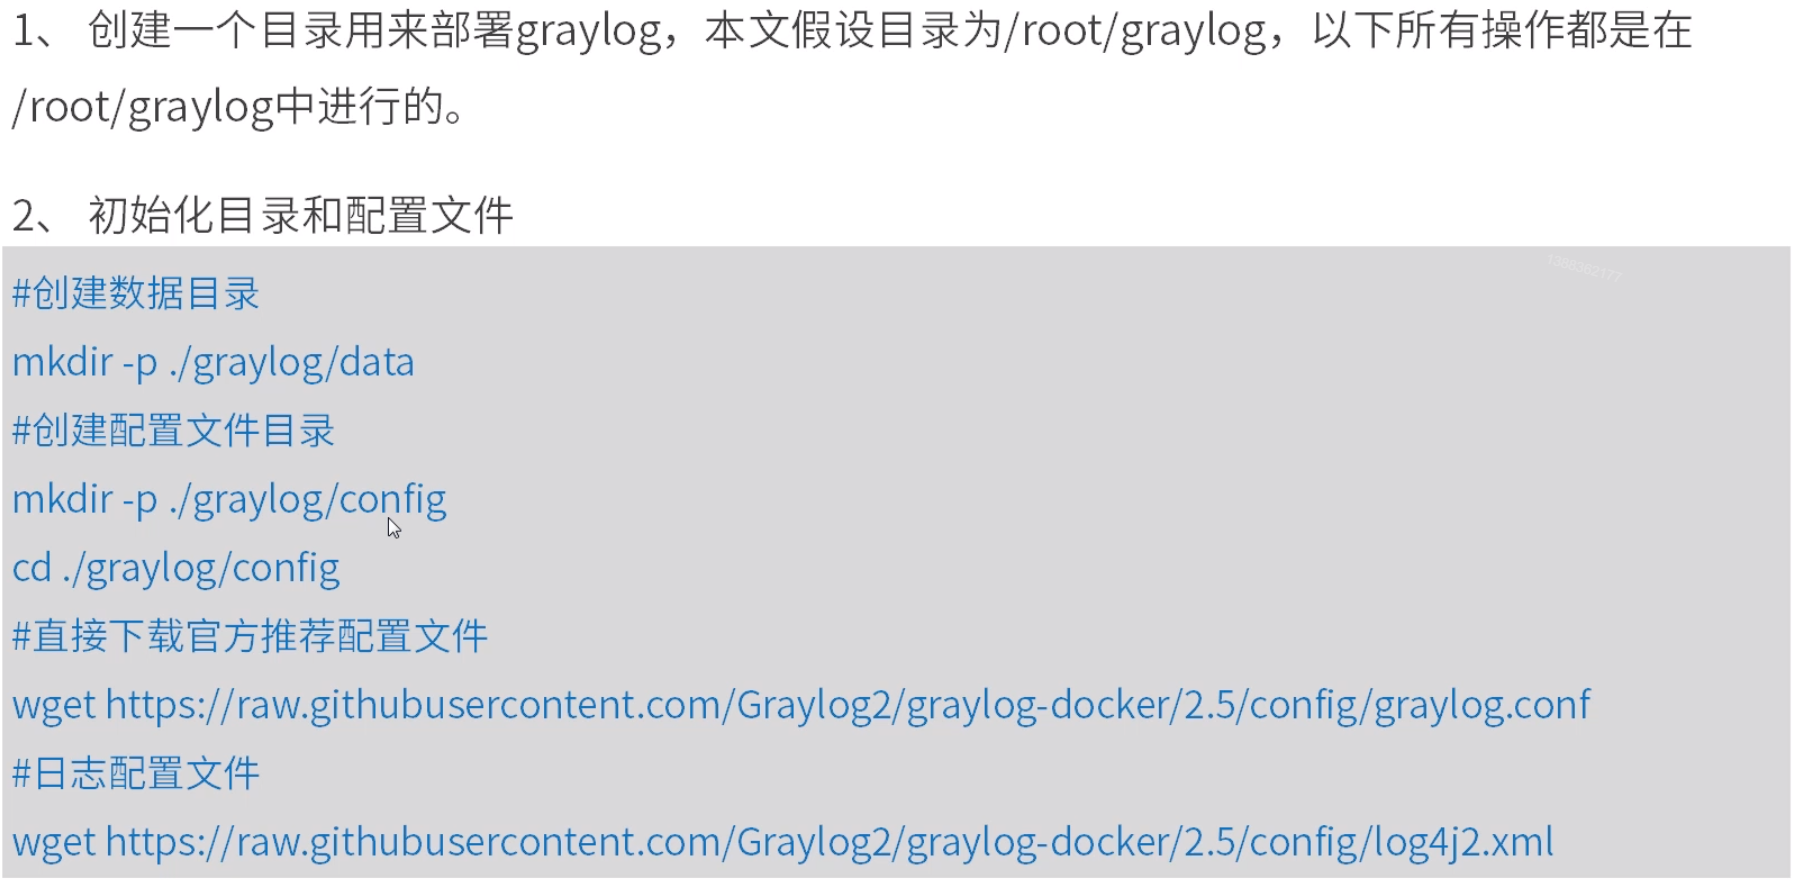 1、 创建一个目录用来部署graylog，本文假设目录为/root/graylog，以下所有操作都是在
/root/graylog中进行的。
2、 初始化目录和配置文件
#创建数据目录
mkdir -p ./graylog/data
#创建配置文件目录
mkdir -p ./graylog/config
cd ./graylog/config
#直接下载官方推荐配置文件
wget https://raw.githubusercontent.com/Graylog2/graylog-docker/2.5/config/graylog.conf
#日志配置文件
wget https://raw.githubusercontent.com/Graylog2/graylog-docker/2.5/config/log4j2.xml